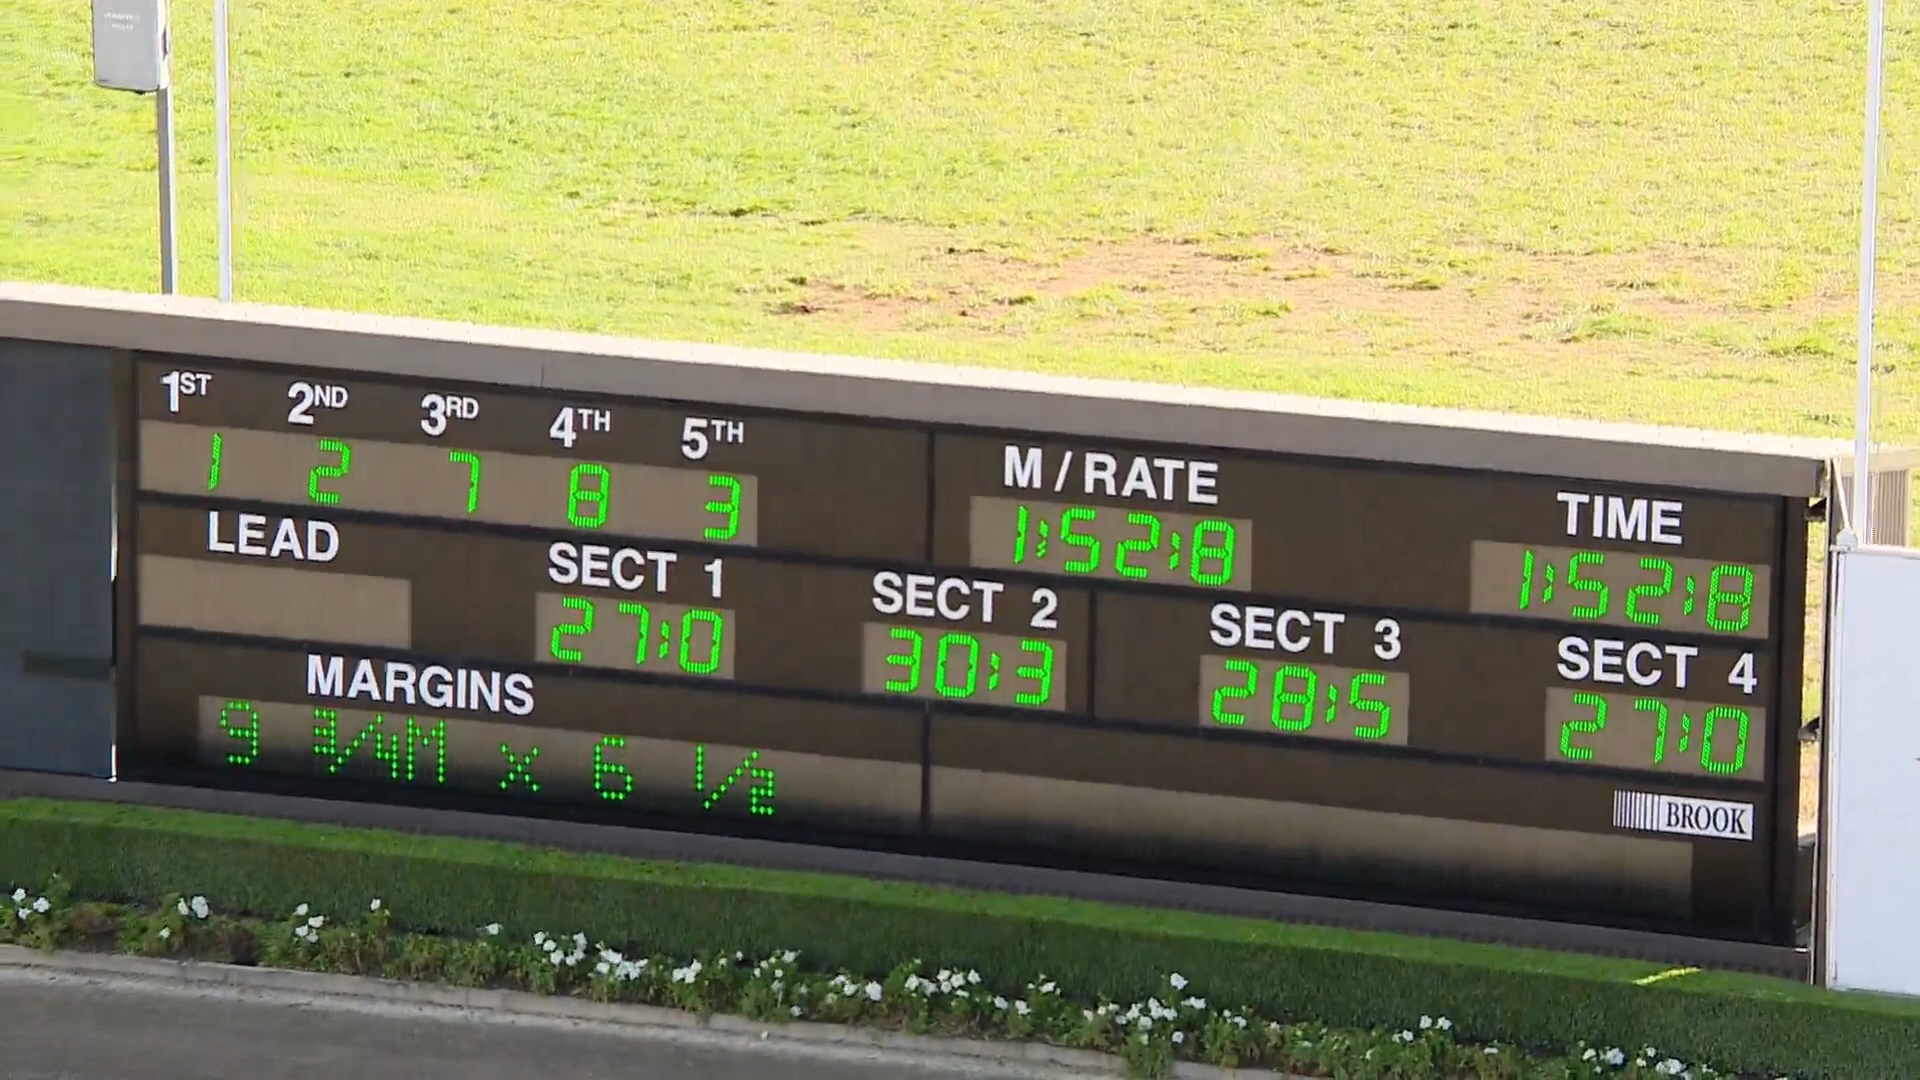 1ST 2ND 3RD 4TH 5TH
1 2 7 8 3
M / RATE
1:52:8
TIME
1:52:8
LEAD
SECT 1
27:0
SECT 2
30:3
SECT 3
28:5
SECT 4
27:0
MARGINS
9 3/4M x 6 1/2
BROOK